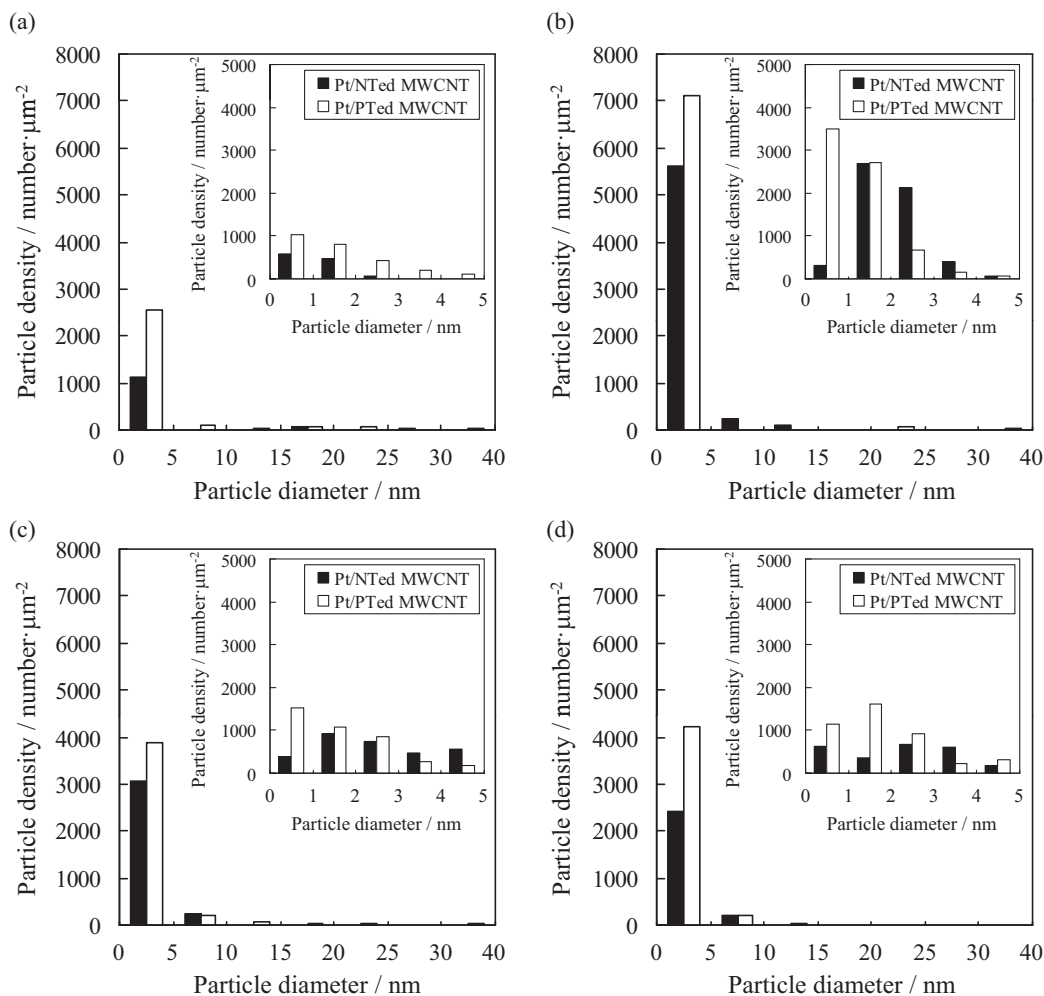 (a)
8000
7000
6000
5000
4000
3000
2000
1000
0
Particle density / number·μm⁻²
0 5 10 15 20 25 30 35 40
Particle diameter / nm
5000
4000
3000
2000
1000
0
Particle density / number·μm⁻²
Pt/NTed MWCNT
Pt/PTed MWCNT
0 1 2 3 4 5
Particle diameter / nm
(b)
8000
7000
6000
5000
4000
3000
2000
1000
0
Particle density / number·μm⁻²
0 5 10 15 20 25 30 35 40
Particle diameter / nm
5000
4000
3000
2000
1000
0
Particle density / number·μm⁻²
Pt/NTed MWCNT
Pt/PTed MWCNT
0 1 2 3 4 5
Particle diameter / nm
(c)
8000
7000
6000
5000
4000
3000
2000
1000
0
Particle density / number·μm⁻²
0 5 10 15 20 25 30 35 40
Particle diameter / nm
5000
4000
3000
2000
1000
0
Particle density / number·μm⁻²
Pt/NTed MWCNT
Pt/PTed MWCNT
0 1 2 3 4 5
Particle diameter / nm
(d)
8000
7000
6000
5000
4000
3000
2000
1000
0
Particle density / number·μm⁻²
0 5 10 15 20 25 30 35 40
Particle diameter / nm
5000
4000
3000
2000
1000
0
Particle density / number·μm⁻²
Pt/NTed MWCNT
Pt/PTed MWCNT
0 1 2 3 4 5
Particle diameter / nm